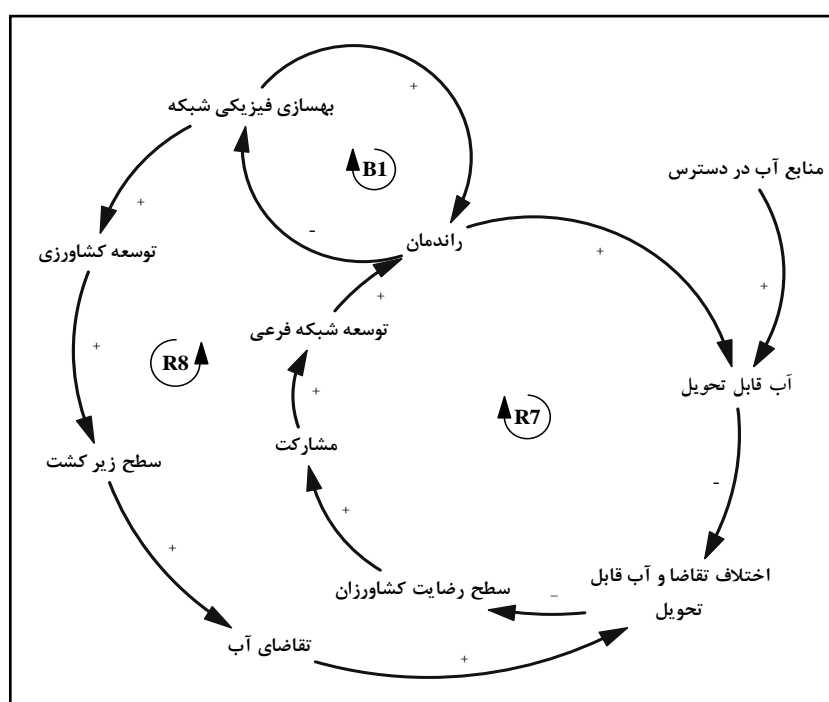 +
بهسازی فیزیکی شبکه
B1
+
منابع آب در دسترس
-
راندمان
توسعه کشاورزی
+
+
+
توسعه شبکه فرعی
+
R8
آب قابل تحویل
+
R7
مشارکت
سطح زیر کشت
-
+
+
اختلاف تقاضا و آب قابل
تحویل
سطح رضایت کشاورزان
–
تقاضای آب
+